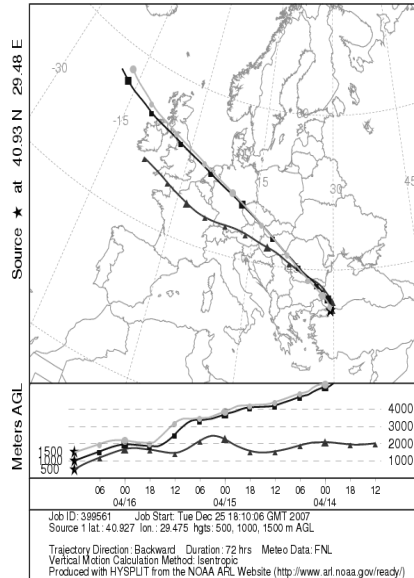 Source ★ at 40.93 N 29.48 E
-30
-15
15
30
45
60
45
Meters AGL
1500
1000
500
4000
3000
2000
1000
06 00 18 12 06 00 18 12 06 00 18 12
04/16 04/15 04/14
Job ID: 399561 Job Start: Tue Dec 25 18:10:06 GMT 2007
Source 1 lat.: 40.927 lon.: 29.475 hgts: 500, 1000, 1500 m AGL
Trajectory Direction: Backward Duration: 72 hrs Meteo Data: FNL
Vertical Motion Calculation Method: Isentropic
Produced with HYSPLIT from the NOAA ARL Website (http://www.arl.noaa.gov/ready/)